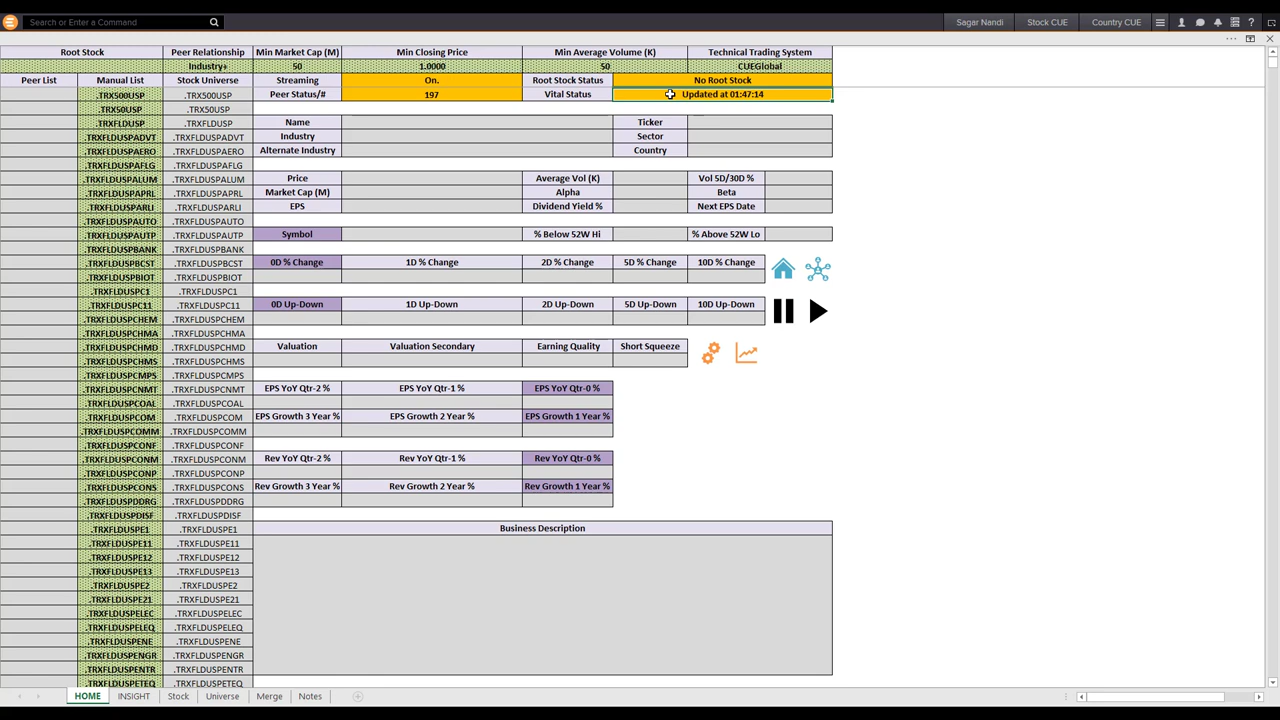 Search or Enter a Command
Sagar Nandi Stock CUE Country CUE
Root Stock Peer Relationship Min Market Cap (M) Min Closing Price Min Average Volume (K) Technical Trading System
Industry+ 50 1.0000 50 CUEGlobal
Peer List Manual List Stock Universe Streaming On. Root Stock Status No Root Stock
.TRX500USP .TRX500USP Peer Status/# 197 Vital Status Updated at 01:47:14
.TRX50USP .TRX50USP
.TRXFLDUSP .TRXFLDUSP Name Ticker
.TRXFLDUSPADVT .TRXFLDUSPADVT Industry Sector
.TRXFLDUSPAERO .TRXFLDUSPAERO Alternate Industry Country
.TRXFLDUSPAFLG .TRXFLDUSPAFLG
.TRXFLDUSPALUM .TRXFLDUSPALUM Price Average Vol (K) Vol 5D/30D %
.TRXFLDUSPAPRL .TRXFLDUSPAPRL Market Cap (M) Alpha Beta
.TRXFLDUSPARLI .TRXFLDUSPARLI EPS Dividend Yield % Next EPS Date
.TRXFLDUSPAUTO .TRXFLDUSPAUTO
.TRXFLDUSPAUTP .TRXFLDUSPAUTP Symbol % Below 52W Hi % Above 52W Lo
.TRXFLDUSPBANK .TRXFLDUSPBANK
.TRXFLDUSPBCST .TRXFLDUSPBCST 0D % Change 1D % Change 2D % Change 5D % Change 10D % Change
.TRXFLDUSPBIOT .TRXFLDUSPBIOT
.TRXFLDUSPC1 .TRXFLDUSPC1
.TRXFLDUSPC11 .TRXFLDUSPC11 0D Up-Down 1D Up-Down 2D Up-Down 5D Up-Down 10D Up-Down
.TRXFLDUSPCHEM .TRXFLDUSPCHEM
.TRXFLDUSPCHMA .TRXFLDUSPCHMA
.TRXFLDUSPCHMD .TRXFLDUSPCHMD Valuation Valuation Secondary Earning Quality Short Squeeze
.TRXFLDUSPCHMS .TRXFLDUSPCHMS
.TRXFLDUSPCMPS .TRXFLDUSPCMPS
.TRXFLDUSPCNMT .TRXFLDUSPCNMT EPS YoY Qtr-2 % EPS YoY Qtr-1 % EPS YoY Qtr-0 %
.TRXFLDUSPCOAL .TRXFLDUSPCOAL
.TRXFLDUSPCOM .TRXFLDUSPCOM EPS Growth 3 Year % EPS Growth 2 Year % EPS Growth 1 Year %
.TRXFLDUSPCOMM .TRXFLDUSPCOMM
.TRXFLDUSPCONF .TRXFLDUSPCONF
.TRXFLDUSPCONM .TRXFLDUSPCONM Rev YoY Qtr-2 % Rev YoY Qtr-1 % Rev YoY Qtr-0 %
.TRXFLDUSPCONP .TRXFLDUSPCONP
.TRXFLDUSPCONS .TRXFLDUSPCONS Rev Growth 3 Year % Rev Growth 2 Year % Rev Growth 1 Year %
.TRXFLDUSPDDRG .TRXFLDUSPDDRG
.TRXFLDUSPDISF .TRXFLDUSPDISF
.TRXFLDUSPE1 .TRXFLDUSPE1 Business Description
.TRXFLDUSPE11 .TRXFLDUSPE11
.TRXFLDUSPE12 .TRXFLDUSPE12
.TRXFLDUSPE13 .TRXFLDUSPE13
.TRXFLDUSPE2 .TRXFLDUSPE2
.TRXFLDUSPE21 .TRXFLDUSPE21
.TRXFLDUSPELEC .TRXFLDUSPELEC
.TRXFLDUSPELEQ .TRXFLDUSPELEQ
.TRXFLDUSPENE .TRXFLDUSPENE
.TRXFLDUSPENGR .TRXFLDUSPENGR
.TRXFLDUSPENTR .TRXFLDUSPENTR
.TRXFLDUSPETEQ .TRXFLDUSPETEQ
HOME INSIGHT Stock Universe Merge Notes